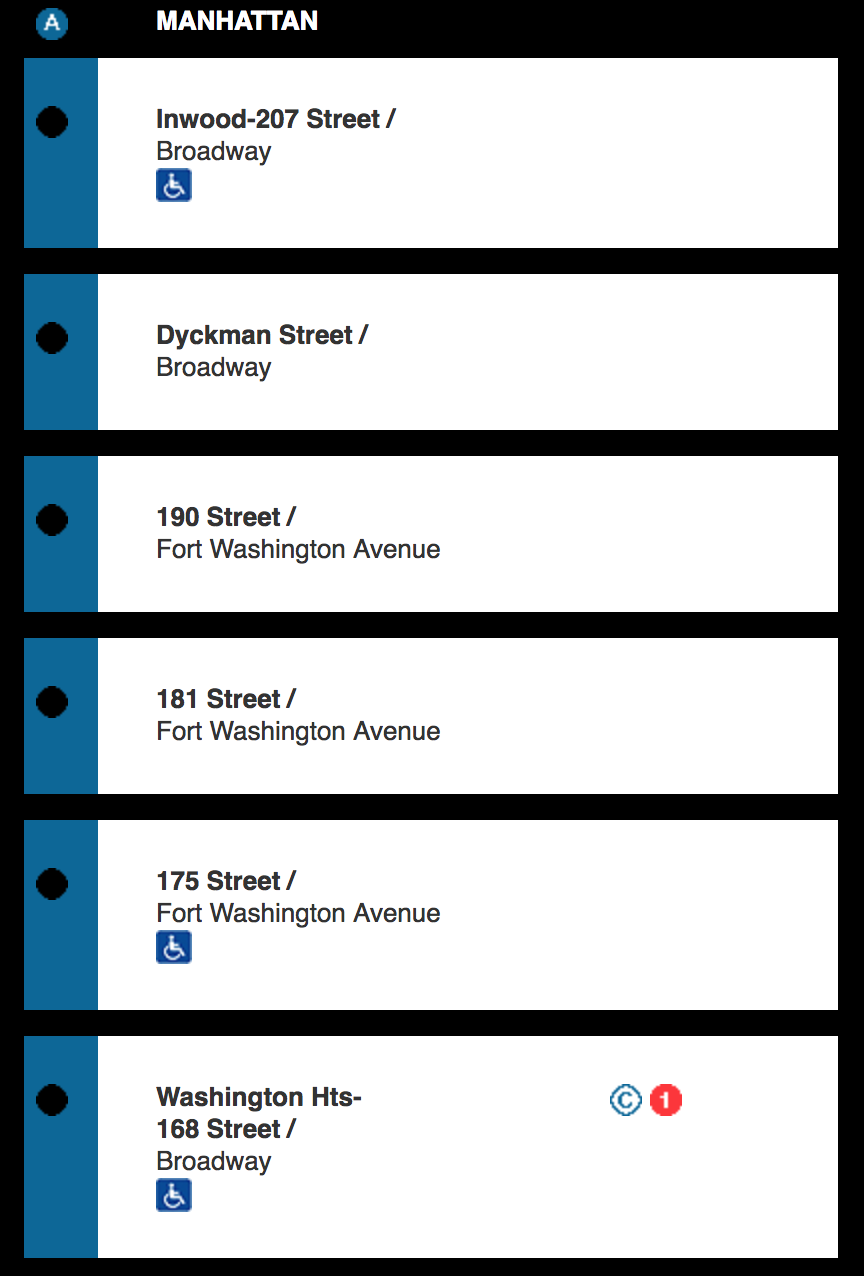 A MANHATTAN
Inwood-207 Street /
Broadway
Dyckman Street /
Broadway
190 Street /
Fort Washington Avenue
181 Street /
Fort Washington Avenue
175 Street /
Fort Washington Avenue
Washington Hts- C 1
168 Street /
Broadway